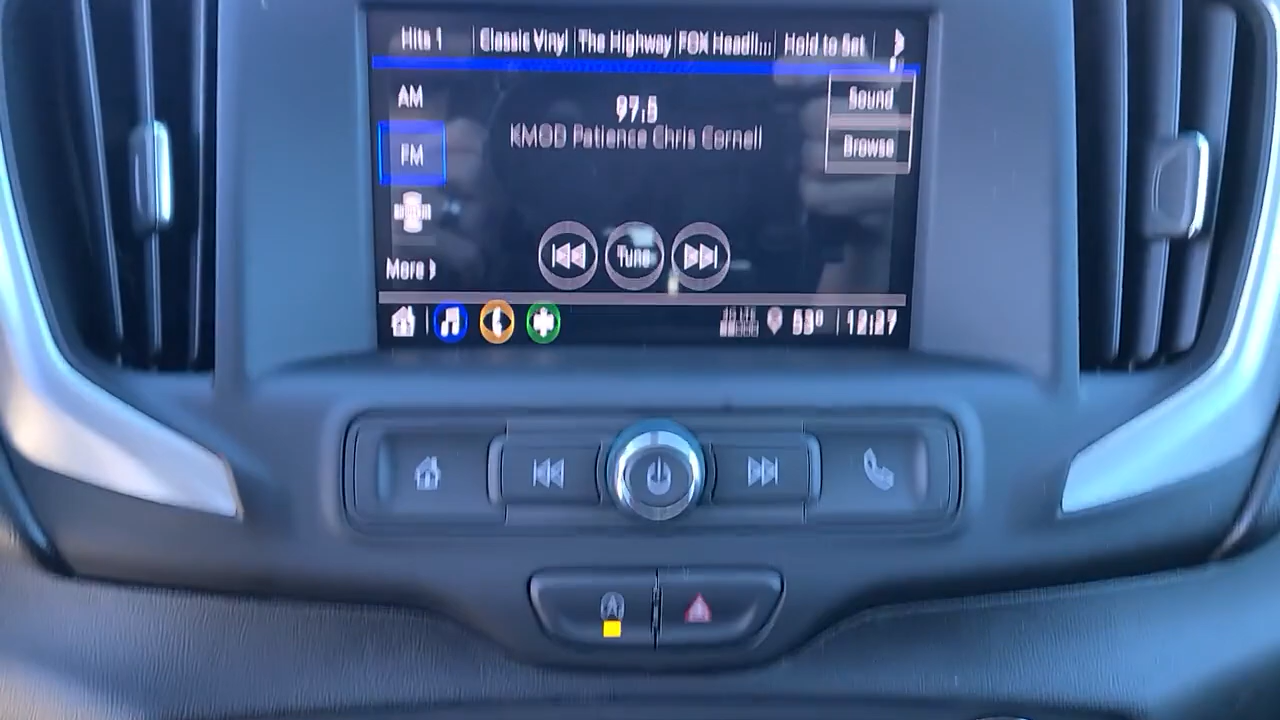 Hits 1 Classic Vinyl The Highway FOX Headli... Hold to Set
AM
97.5
Sound
KMOD Patience Chris Cornell
FM
Browse
Tune
More
12:27